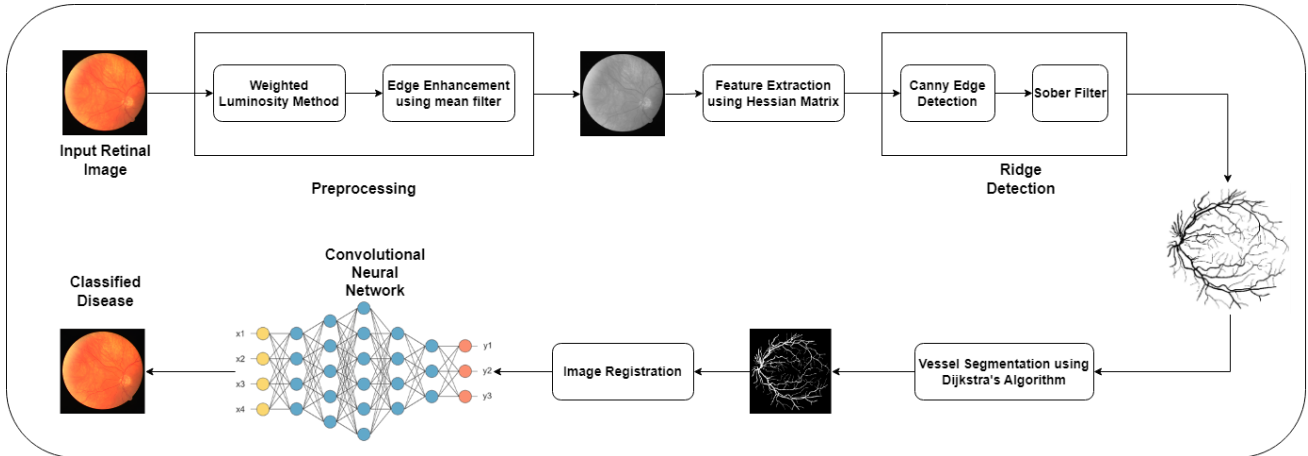 Input Retinal
Image
Weighted
Luminosity Method
Edge Enhancement
using mean filter
Preprocessing
Feature Extraction
using Hessian Matrix
Canny Edge
Detection
Sober Filter
Ridge
Detection
Vessel Segmentation using
Dijkstra's Algorithm
Image Registration
Convolutional
Neural
Network
x1
x2
x3
x4
y1
y2
y3
Classified
Disease